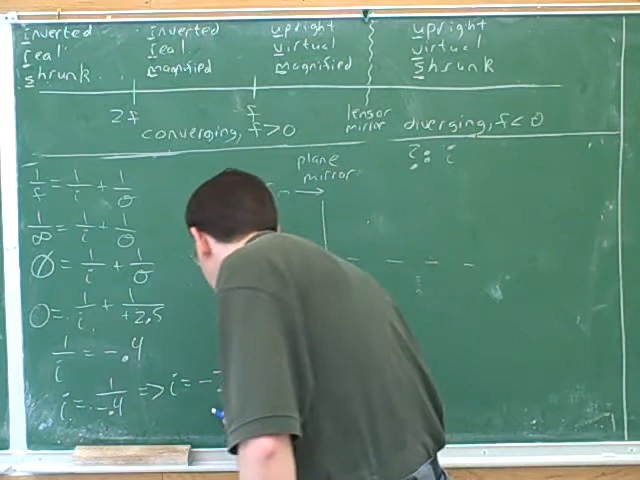 inverted inverted upright upright
real real virtual virtual
shrunk magnified magnified shrunk
2f f lens or mirror
converging, f>0 diverging, f<0
plane mirror
? : i
1/f = 1/i + 1/o
1/∞ = 1/i + 1/o
0 = 1/i + 1/o
0 = 1/i + 1/+2.5
1/i = -.4
i = 1/-.4 => i = -2